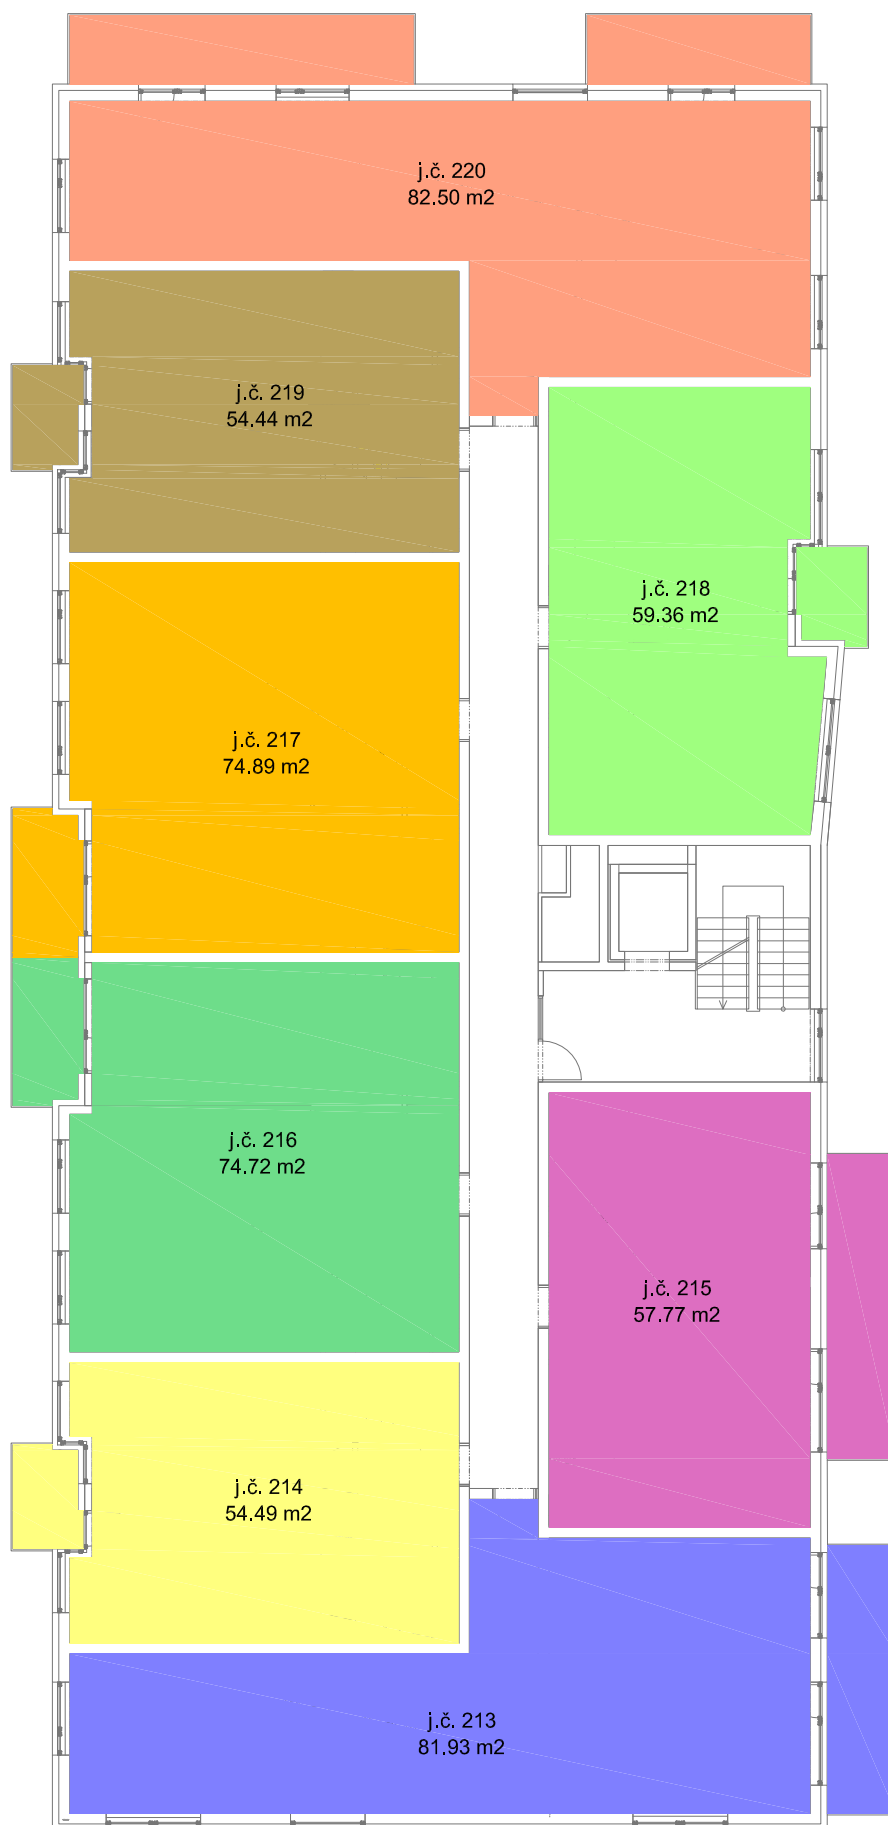 j.č. 220
82.50 m2
j.č. 219
54.44 m2
j.č. 218
59.36 m2
j.č. 217
74.89 m2
j.č. 216
74.72 m2
j.č. 215
57.77 m2
j.č. 214
54.49 m2
j.č. 213
81.93 m2